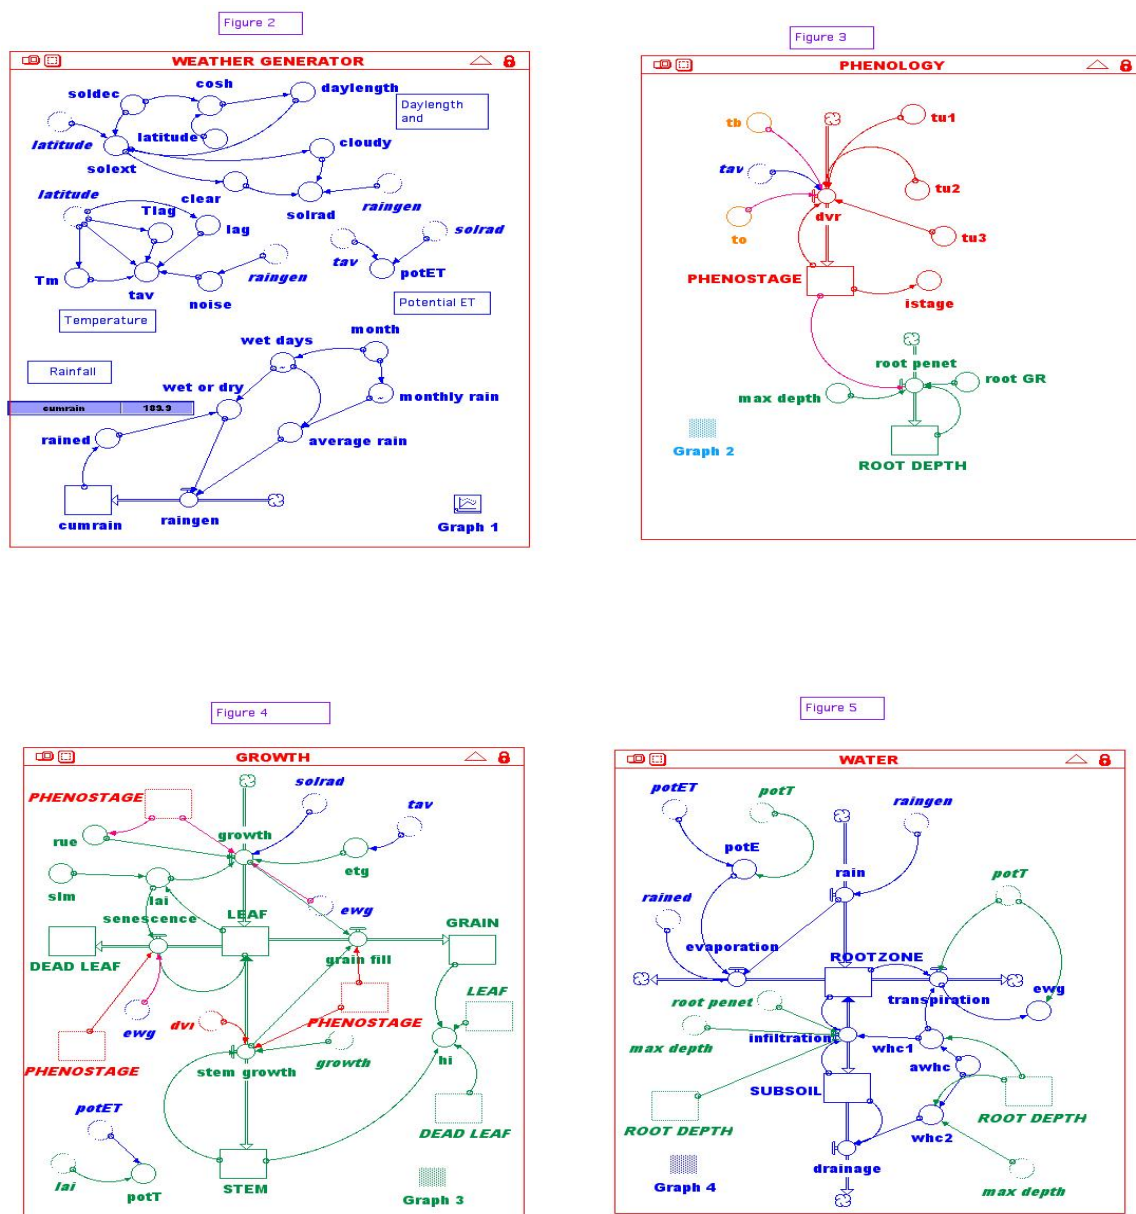 Figure 2
WEATHER GENERATOR
cosh
soldec
daylength
Daylength
and
latitude
latitude
cloudy
solext
latitude
clear
Tlag
solrad
raingen
lag
solrad
tav
raingen
potET
Tm
tav
noise
Temperature
Potential ET
month
wet days
Rainfall
wet or dry
cumrain 109.9
monthly rain
rained
average rain
cumrain
raingen
Graph 1
Figure 3
PHENOLOGY
tb
tu1
tav
tu2
to
dvr
tu3
PHENOSTAGE
istage
root penet
root GR
max depth
Graph 2
ROOT DEPTH
Figure 4
GROWTH
solrad
PHENOSTAGE
tav
rue
growth
etg
slm
lai
ewg
senescence
LEAF
GRAIN
DEAD LEAF
grain fill
LEAF
ewg
dvr
PHENOSTAGE
PHENOSTAGE
growth
hi
stem growth
potET
DEAD LEAF
lai
potT
STEM
Graph 3
Figure 5
WATER
potET
potT
raingen
potE
rain
potT
rained
evaporation
ROOTZONE
transpiration
ewg
root penet
infiltration
whc1
max depth
awhc
SUBSOIL
ROOT DEPTH
ROOT DEPTH
whc2
drainage
Graph 4
max depth